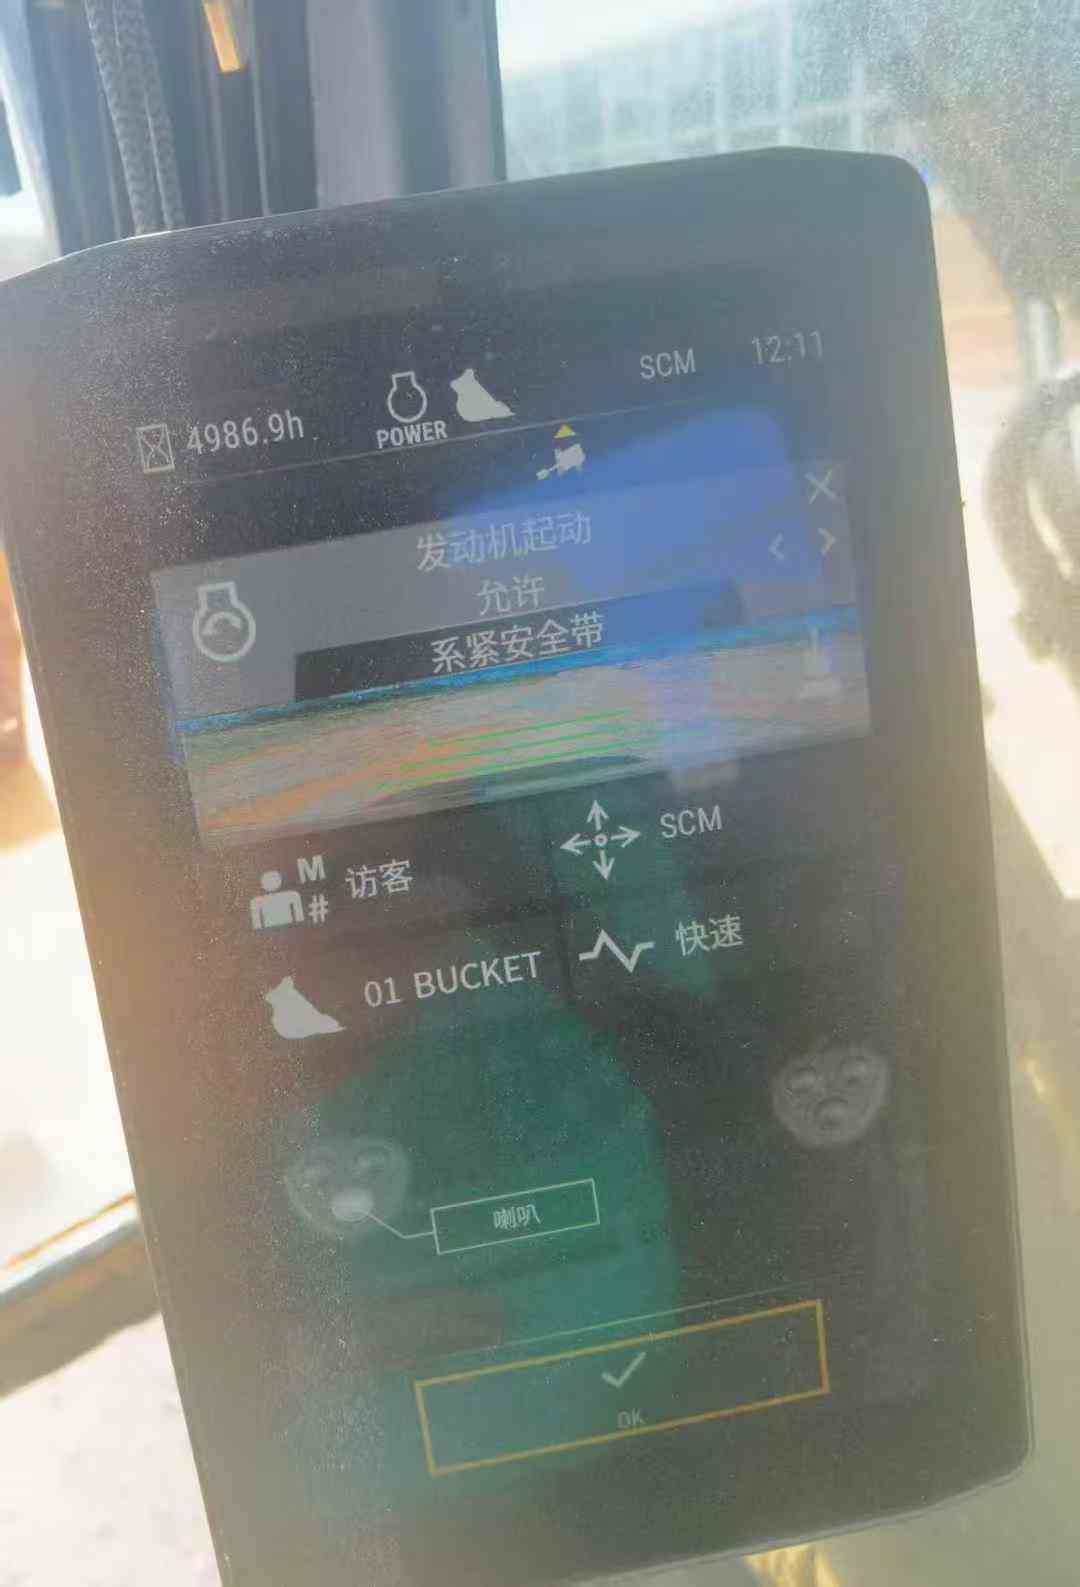 4986.9h
POWER
SCM
12:11
发动机起动
允许
系紧安全带
M
#
访客
SCM
01 BUCKET
快速
喇叭
OK